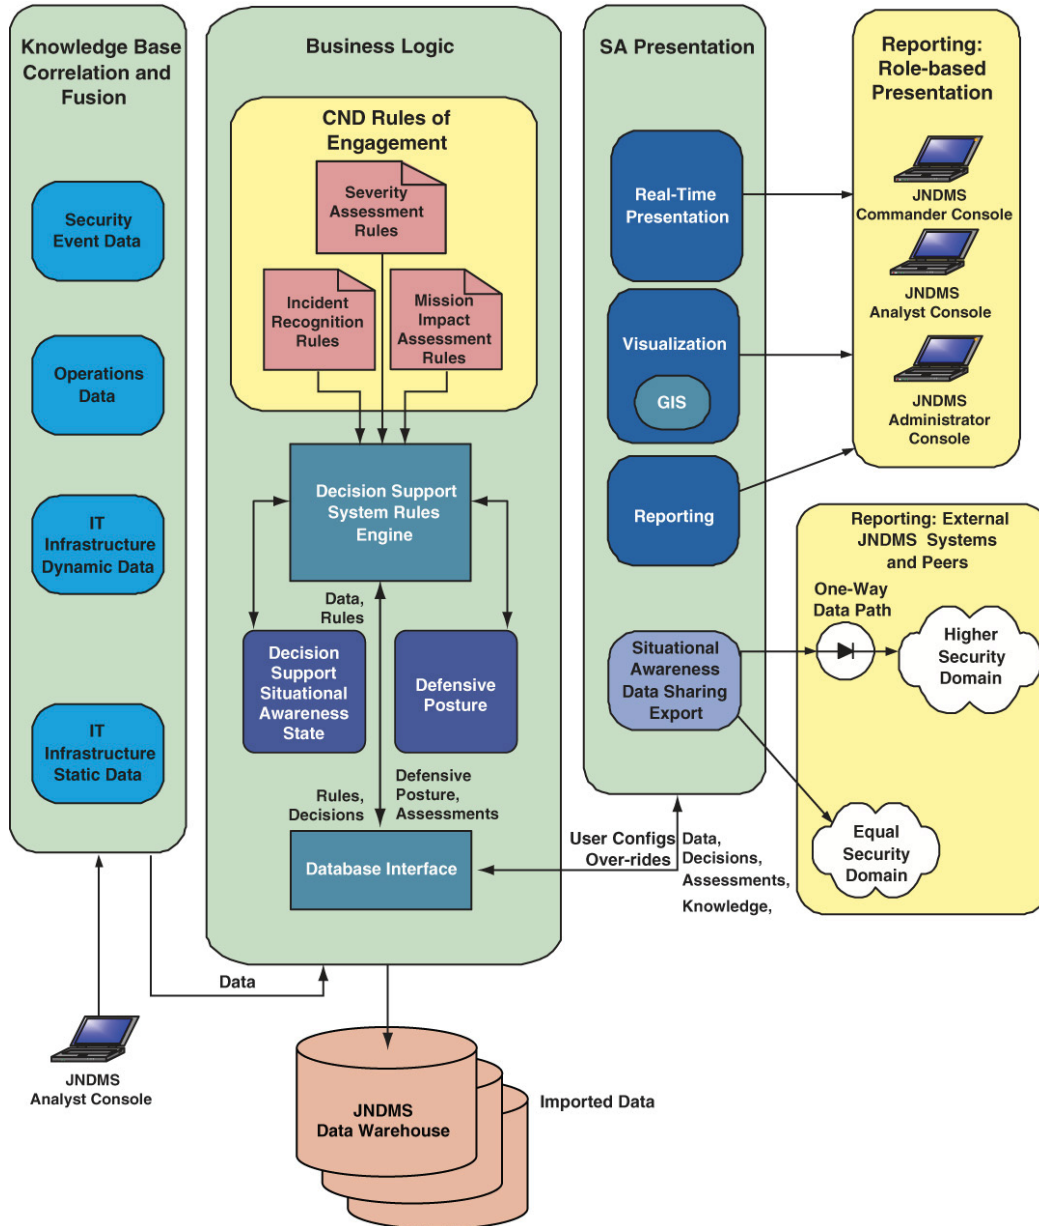 Knowledge Base
Correlation and
Fusion
Security
Event Data
Operations
Data
IT
Infrastructure
Dynamic Data
IT
Infrastructure
Static Data
JNDMS
Analyst Console
Data
Business Logic
CND Rules of
Engagement
Severity
Assessment
Rules
Incident
Recognition
Rules
Mission
Impact
Assessment
Rules
Decision Support
System Rules
Engine
Data,
Rules
Decision
Support
Situational
Awareness
State
Defensive
Posture
Rules,
Decisions
Defensive
Posture,
Assessments
Database Interface
JNDMS
Data Warehouse
Imported Data
SA Presentation
Real-Time
Presentation
Visualization
GIS
Reporting
Situational
Awareness
Data Sharing
Export
User Configs
Over-rides
Data,
Decisions,
Assessments,
Knowledge,
Reporting:
Role-based
Presentation
JNDMS
Commander Console
JNDMS
Analyst Console
JNDMS
Administrator
Console
Reporting: External
JNDMS Systems
and Peers
One-Way
Data Path
Higher
Security
Domain
Equal
Security
Domain